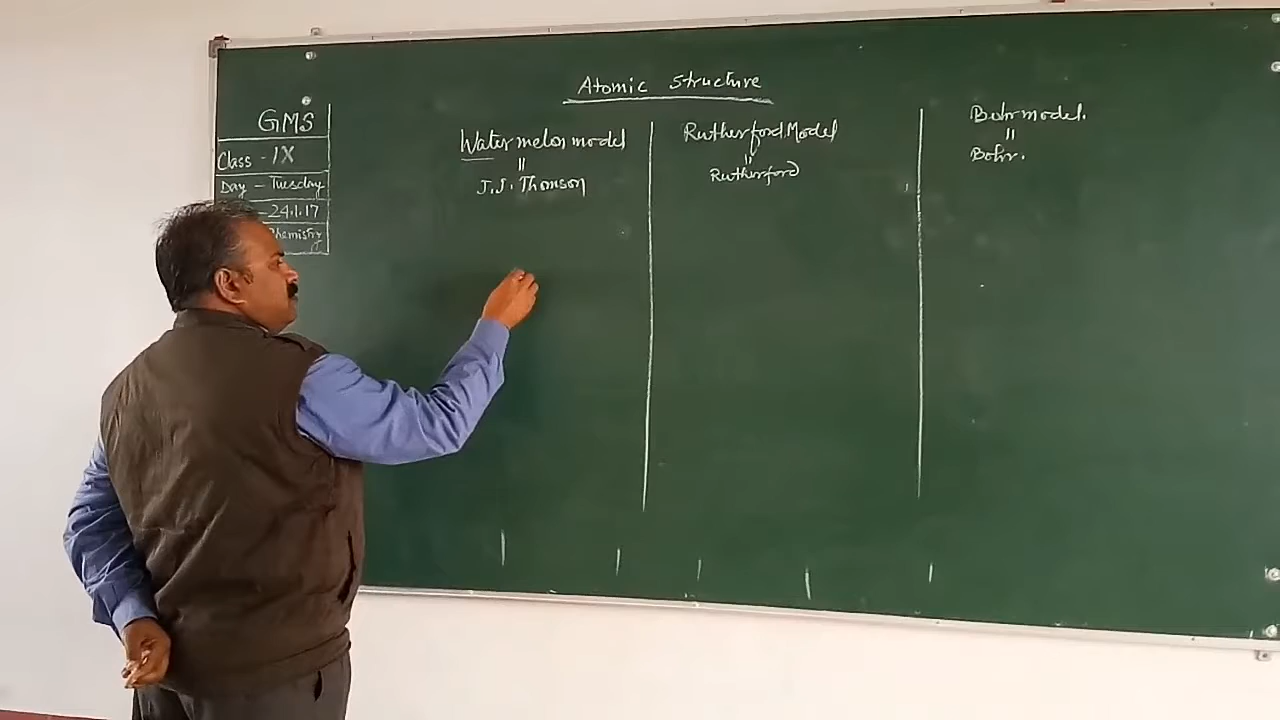 Atomic Structure
GMS
Class - IX
Day - Tuesday
- 24.1.17
Chemistry
Water melon model
=
J.J. Thomson
Rutherford Model
=
Rutherford
Bohr model.
=
Bohr.